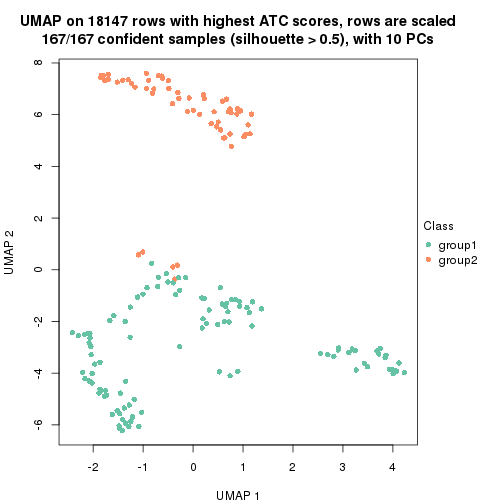 UMAP on 18147 rows with highest ATC scores, rows are scaled
167/167 confident samples (silhouette > 0.5), with 10 PCs
8
6
4
2
0
-2
-4
-6
UMAP 2
Class
group1
group2
-2 -1 0 1 2 3 4
UMAP 1